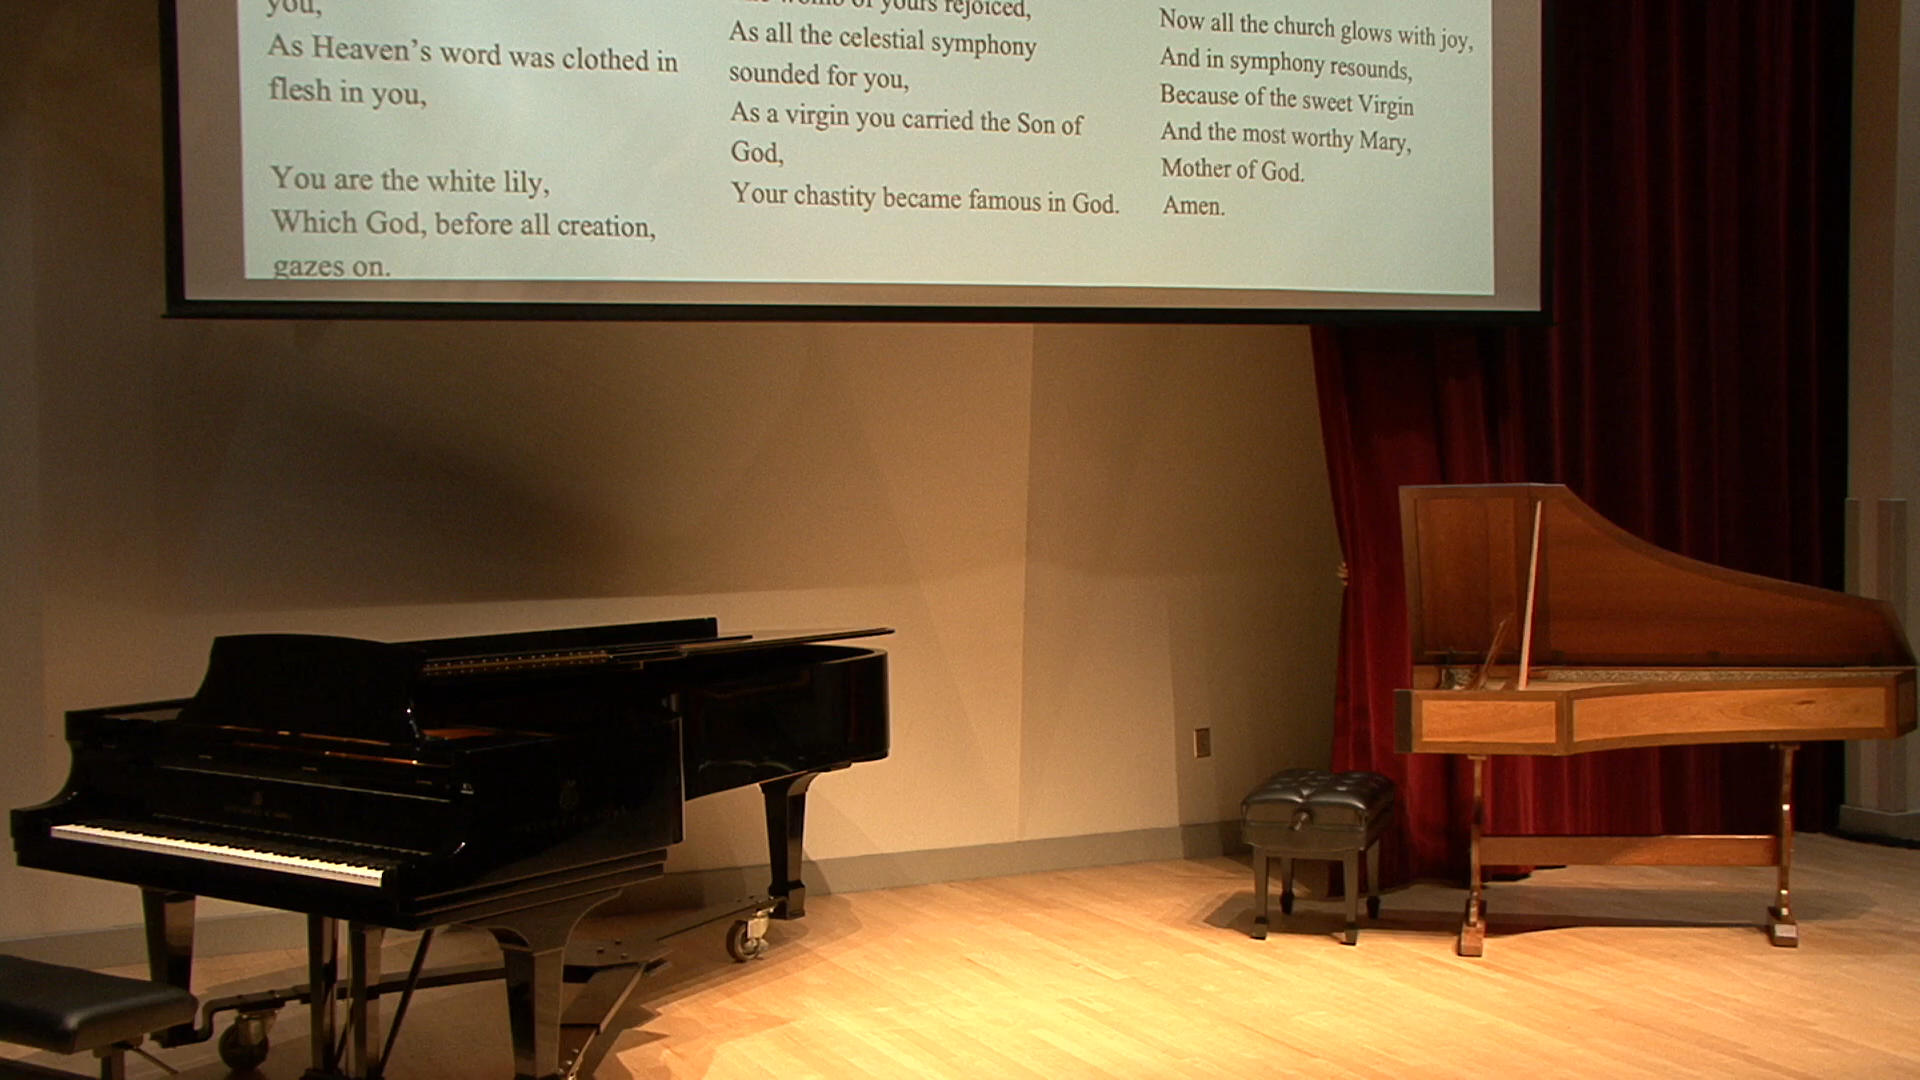 you,
As Heaven's word was clothed in
flesh in you,
You are the white lily,
Which God, before all creation,
gazes on.
of yours rejoiced,
As all the celestial symphony
sounded for you,
As a virgin you carried the Son of
God,
Your chastity became famous in God.
Now all the church glows with joy,
And in symphony resounds,
Because of the sweet Virgin
And the most worthy Mary,
Mother of God.
Amen.